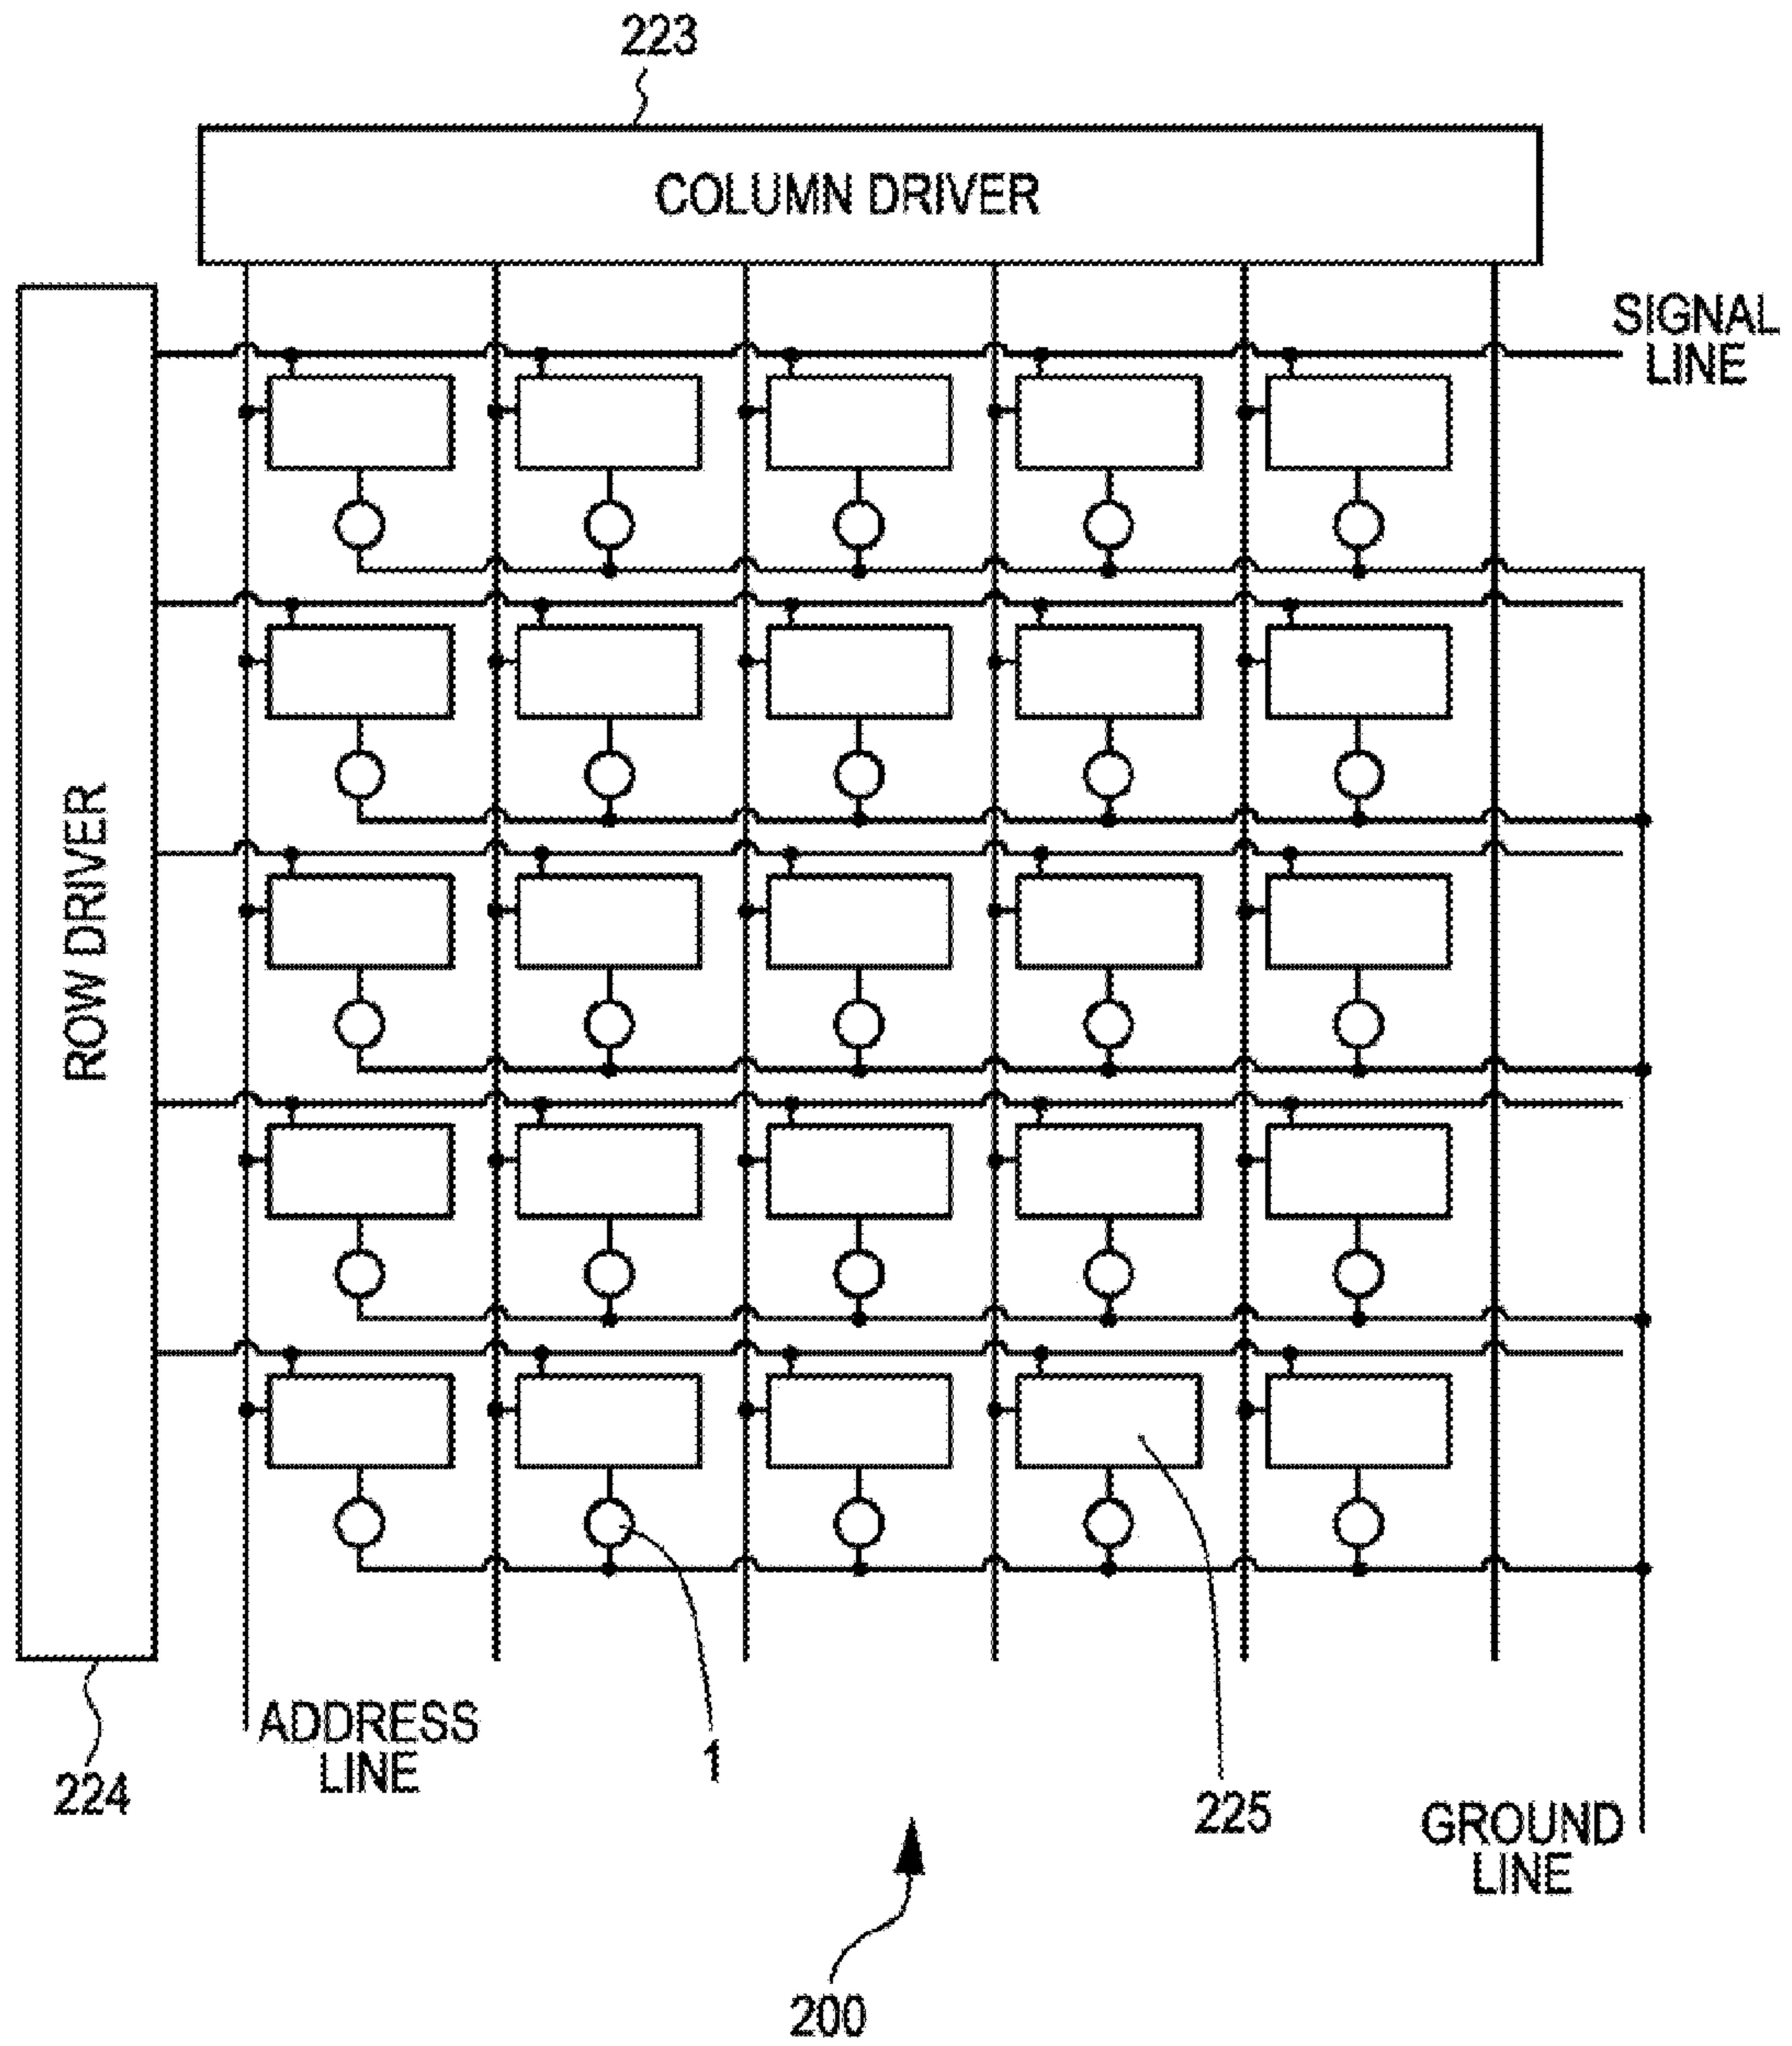 223
COLUMN DRIVER
SIGNAL
LINE
ROW DRIVER
ADDRESS
LINE
224
1
225
GROUND
LINE
200